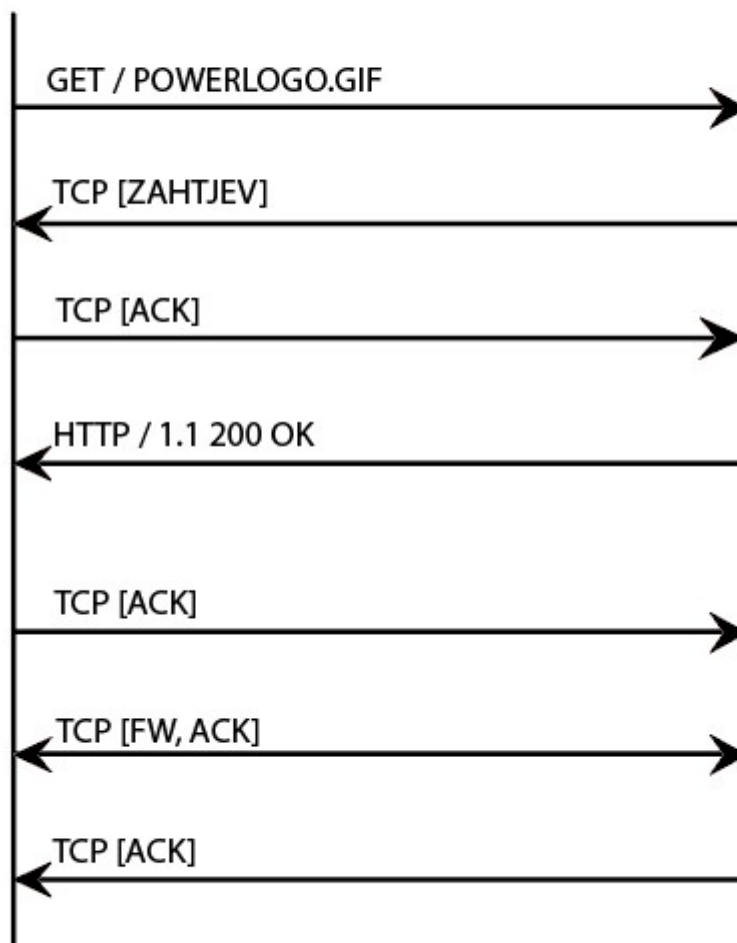 GET / POWERLOGO.GIF
TCP [ZAHTJEV]
TCP [ACK]
HTTP / 1.1 200 OK
TCP [ACK]
TCP [FW, ACK]
TCP [ACK]